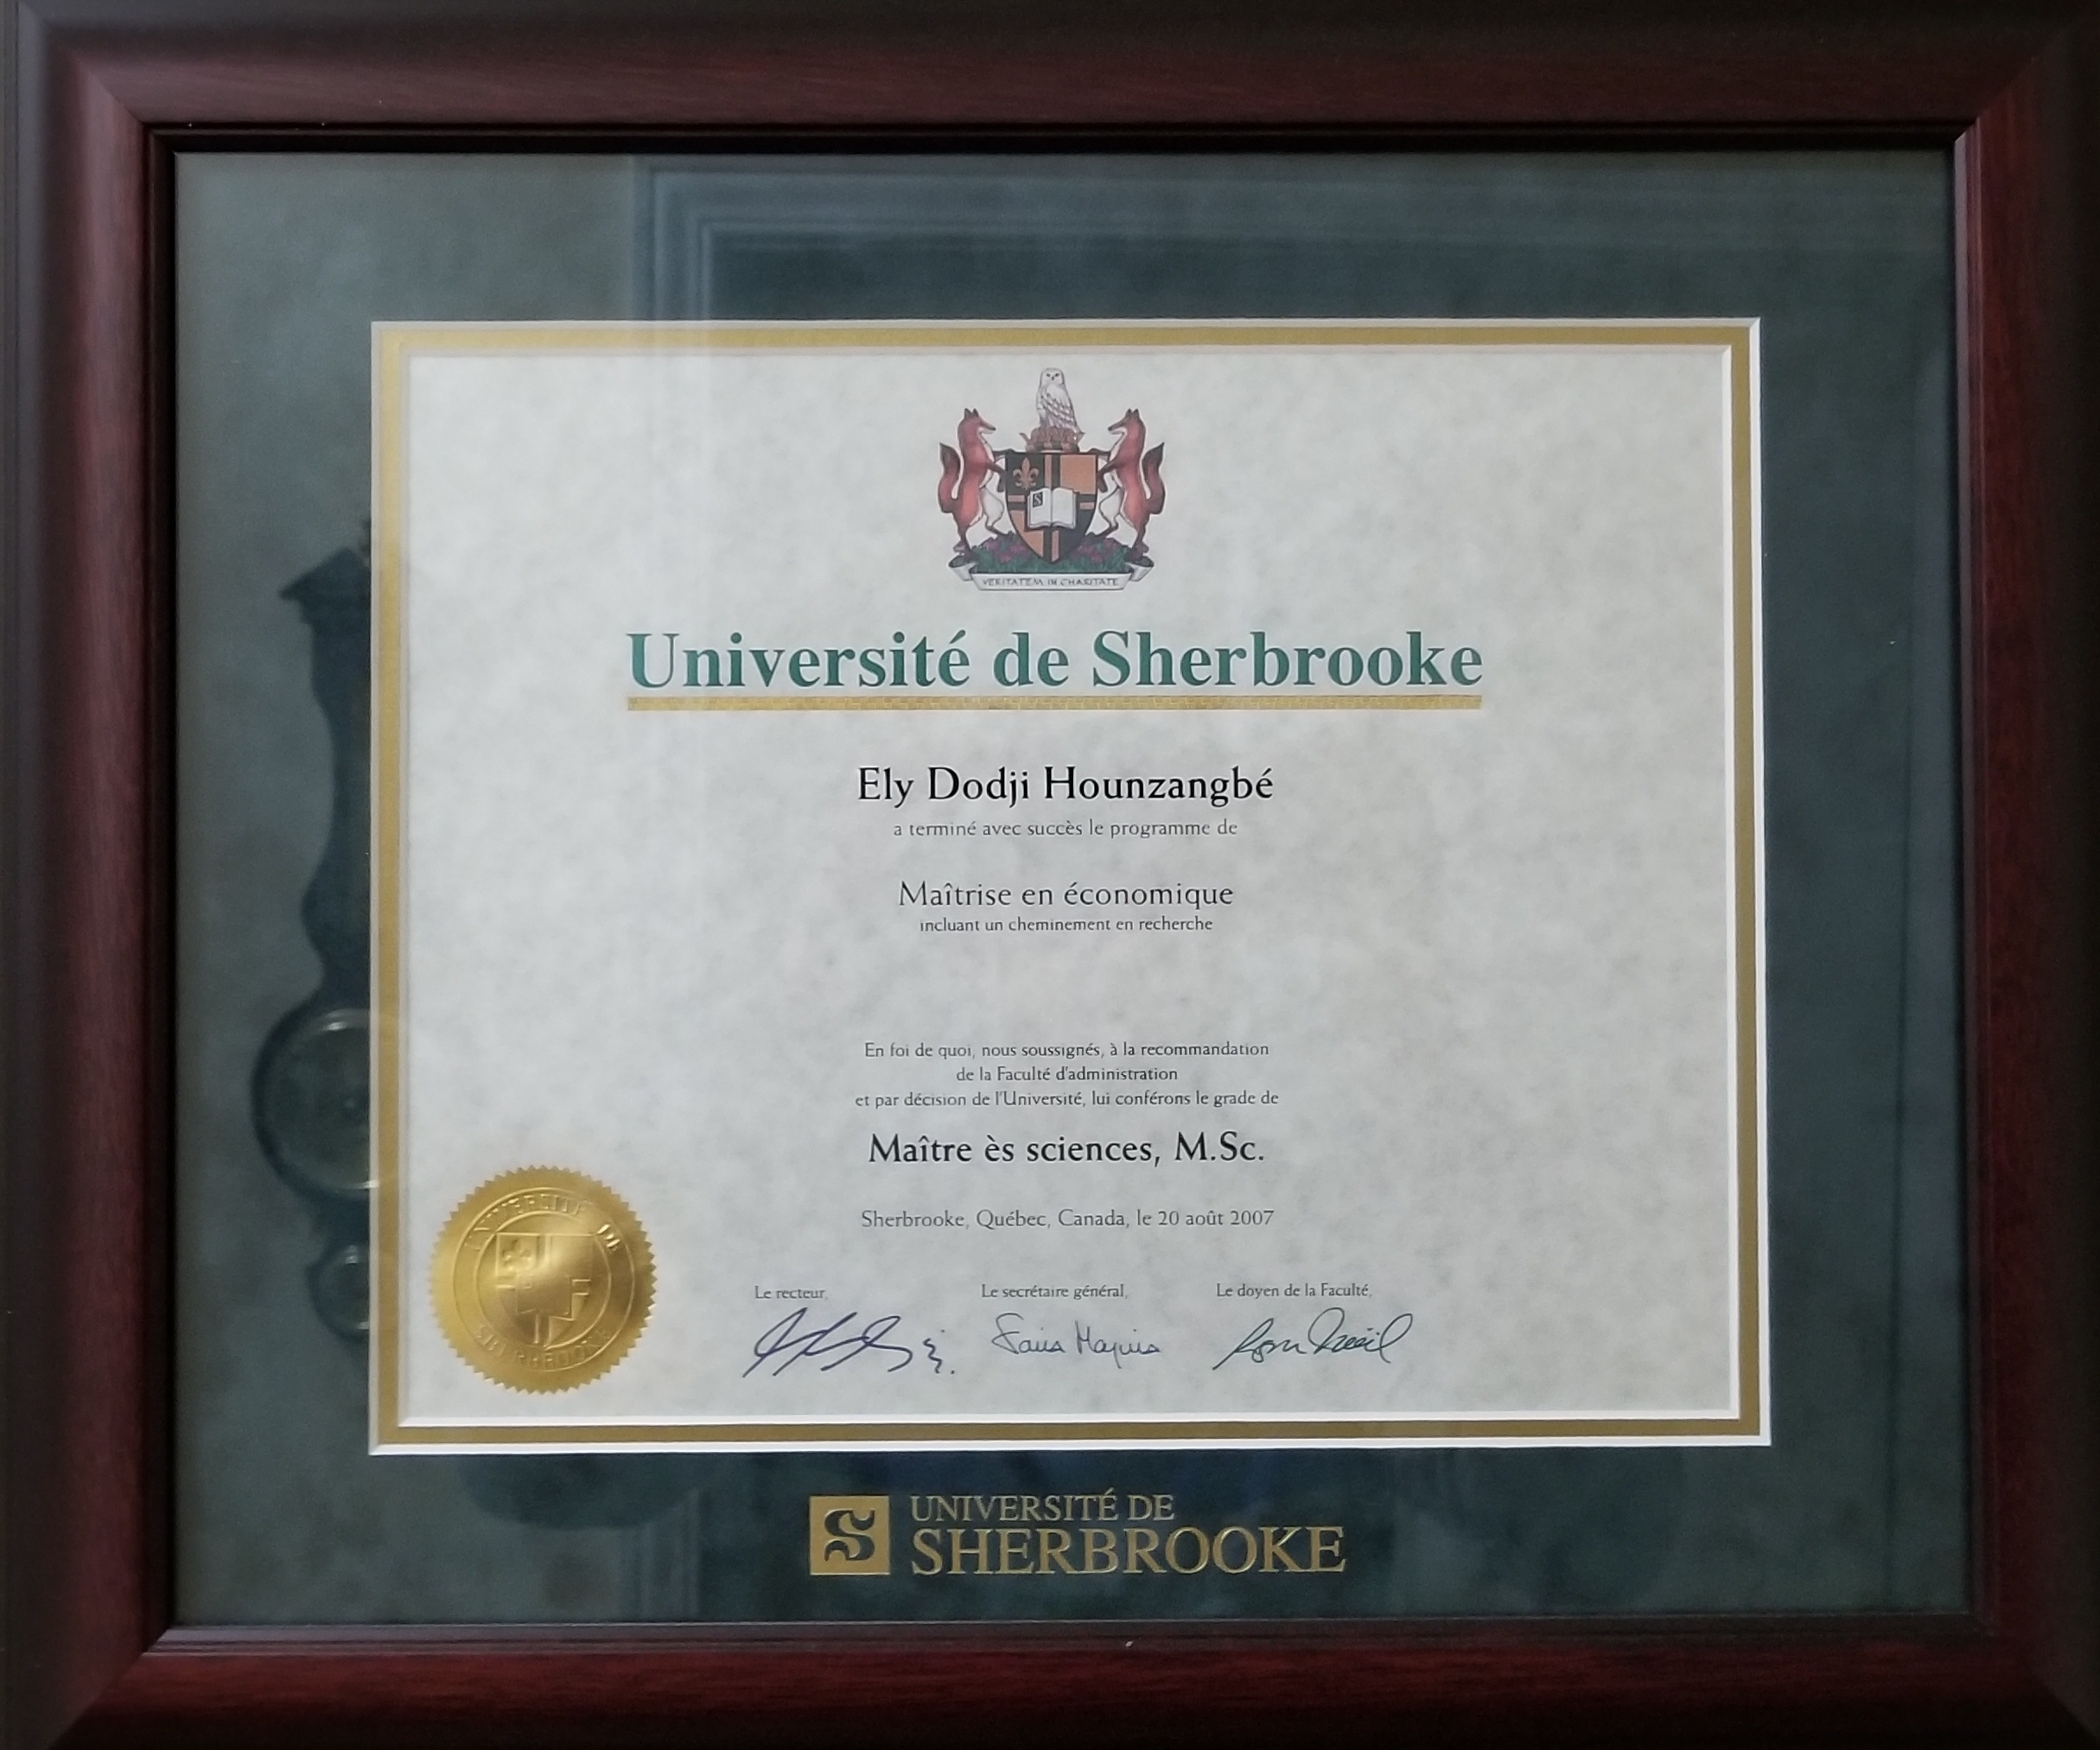 VERITATEM IN CHARITATE
Université de Sherbrooke
Ely Dodji Hounzangbé
a terminé avec succès le programme de
Maîtrise en économique
incluant un cheminement en recherche
En foi de quoi, nous soussignés, à la recommandation
de la Faculté d'administration
et par décision de l'Université, lui conférons le grade de
Maître ès sciences, M.Sc.
Sherbrooke, Québec, Canada, le 20 août 2007
Le recteur, Le secrétaire général, Le doyen de la Faculté,
UNIVERSITÉ DE
SHERBROOKE
S
UNIVERSITÉ DE
SHERBROOKE